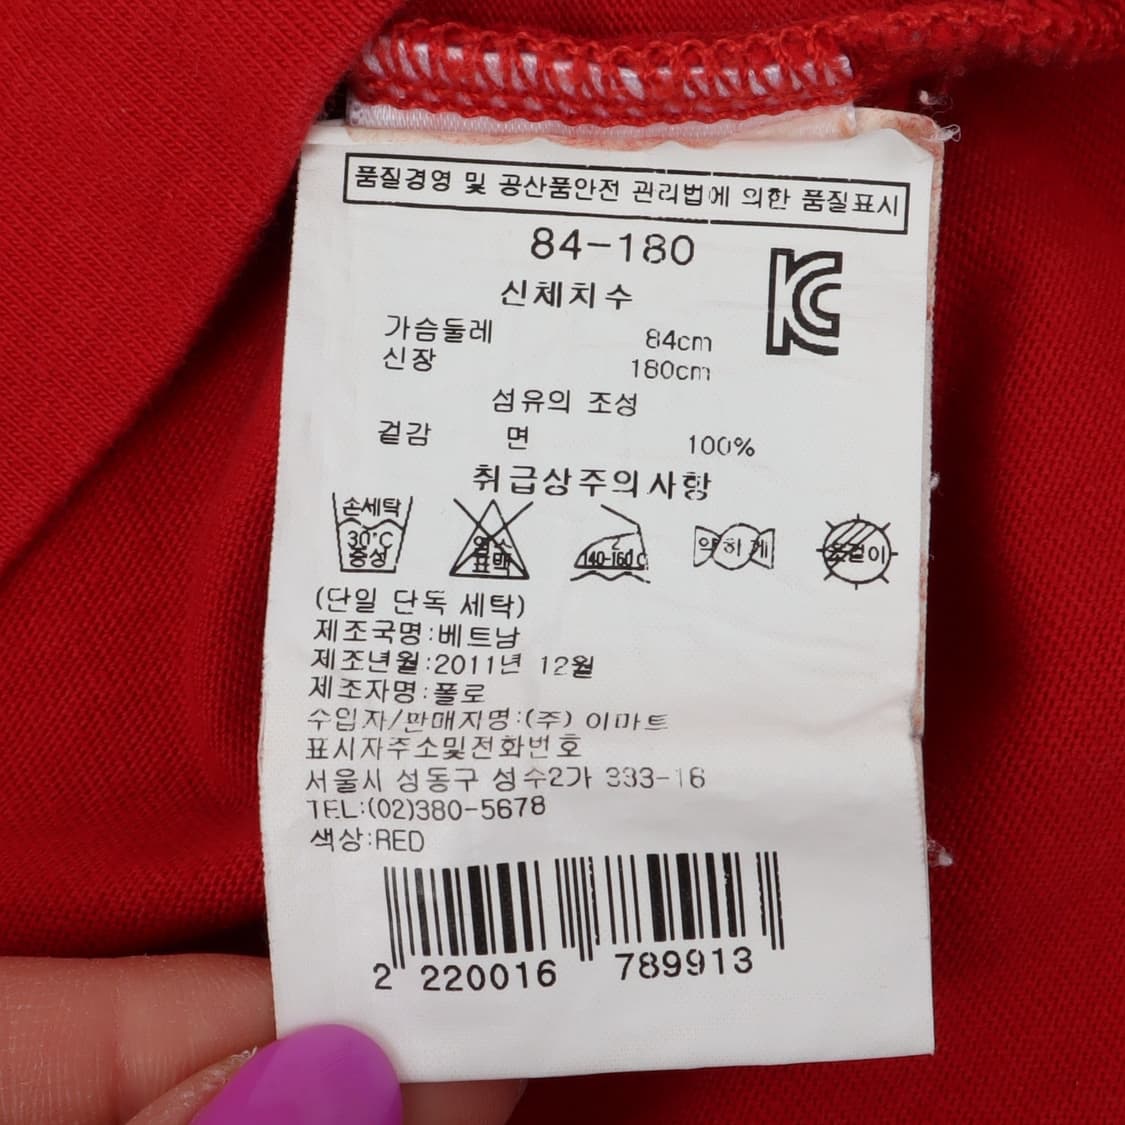 품질경영 및 공산품안전 관리법에 의한 품질표시
84-180
KC
신체치수
가슴둘레 84cm
신장 180cm
섬유의 조성
겉감 면 100%
취급상주의사항
손세탁 30°C 중성
염소 표백
2 140-160°C
약하게
옷걸이
(단일 단독 세탁)
제조국명:베트남
제조년월:2011년 12월
제조자명:폴로
수입자/판매자명:(주) 이마트
표시자주소및전화번호
서울시 성동구 성수2가 333-16
TEL:(02)380-5678
색상:RED
2 220016 789913